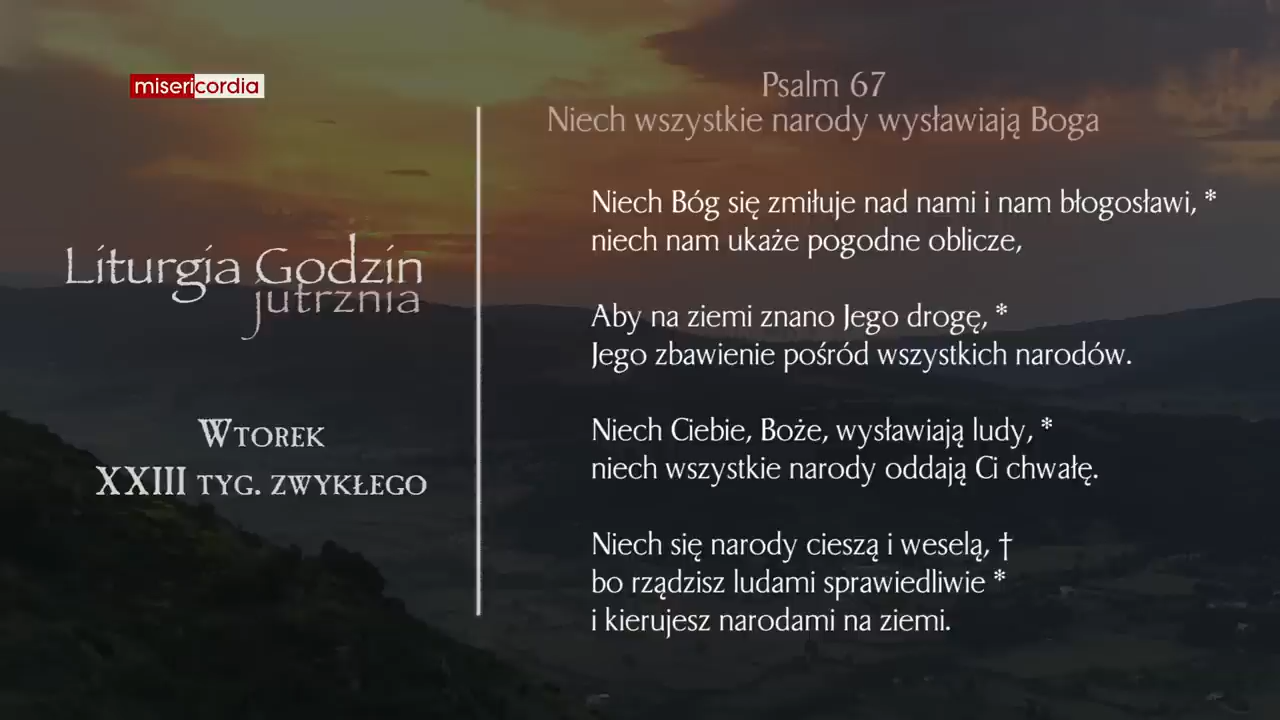 misericordia
Liturgia Godzin
jutrznia
Wtorek
XXIII tyg. zwykłego
Psalm 67
Niech wszystkie narody wysławiają Boga
Niech Bóg się zmiłuje nad nami i nam błogosławi, *
niech nam ukaże pogodne oblicze,
Aby na ziemi znano Jego drogę, *
Jego zbawienie pośród wszystkich narodów.
Niech Ciebie, Boże, wysławiają ludy, *
niech wszystkie narody oddają Ci chwałę.
Niech się narody cieszą i weselą, †
bo rządzisz ludami sprawiedliwie *
i kierujesz narodami na ziemi.